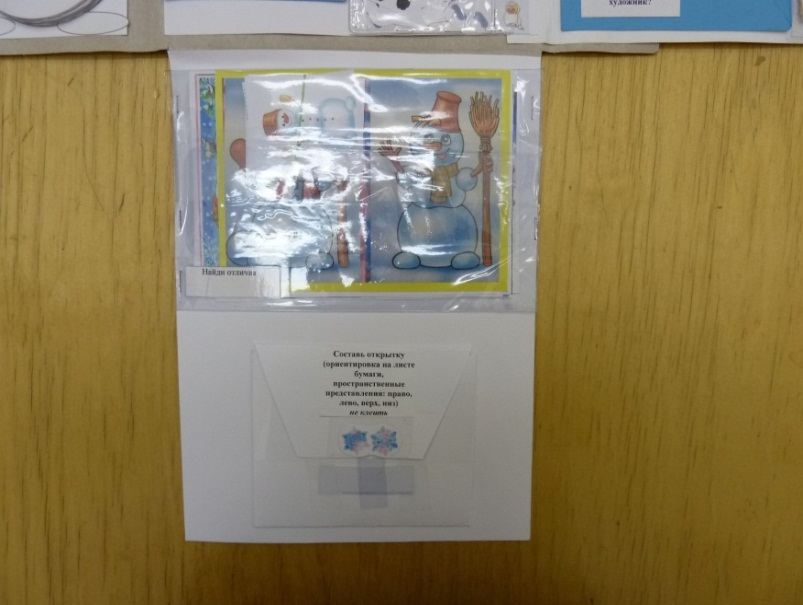 художник?
Найди отличия
Составь открытку
(ориентировка на листе
бумаги,
пространственные
представления: право,
лево, верх, низ)
не клеить